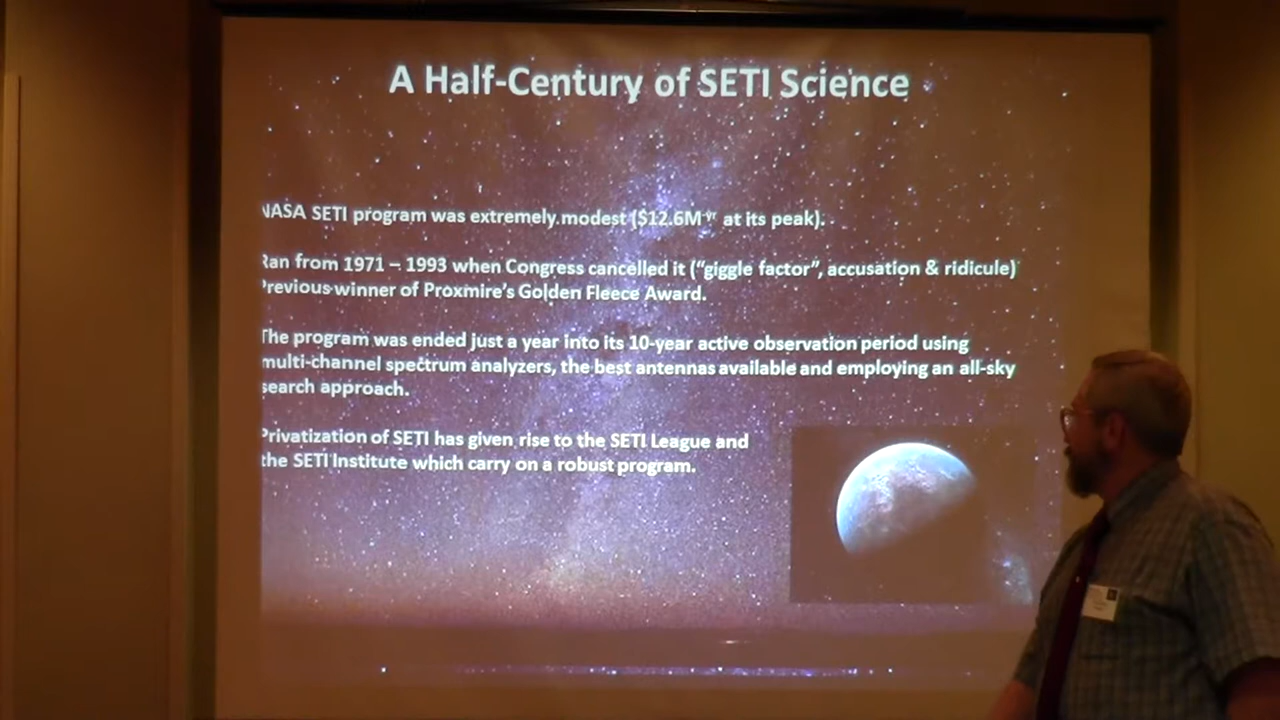 A Half-Century of SETI Science
NASA SETI program was extremely modest ($12.6M-yr at its peak).
Ran from 1971 – 1993 when Congress cancelled it (“giggle factor”, accusation & ridicule)
Previous winner of Proxmire’s Golden Fleece Award.
The program was ended just a year into its 10-year active observation period using
multi-channel spectrum analyzers, the best antennas available and employing an all-sky
search approach.
Privatization of SETI has given rise to the SETI League and
the SETI Institute which carry on a robust program.